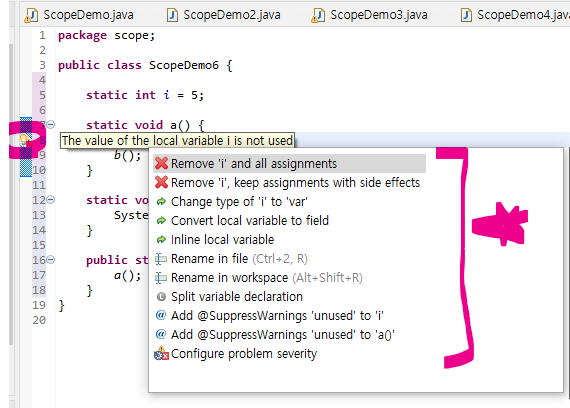 ScopeDemo.java ScopeDemo2.java ScopeDemo3.java ScopeDemo4.java
1 package scope;
2
3 public class ScopeDemo6 {
4
5 static int i = 5;
6
7 static void a() {
8
The value of the local variable i is not used
9 b();
10 }
11
12 static vo
13 Syste
14 }
15
16 public st
17 a();
18 }
19 }
20
Remove 'i' and all assignments
Remove 'i', keep assignments with side effects
Change type of 'i' to 'var'
Convert local variable to field
Inline local variable
Rename in file (Ctrl+2, R)
Rename in workspace (Alt+Shift+R)
Split variable declaration
Add @SuppressWarnings 'unused' to 'i'
Add @SuppressWarnings 'unused' to 'a()'
Configure problem severity